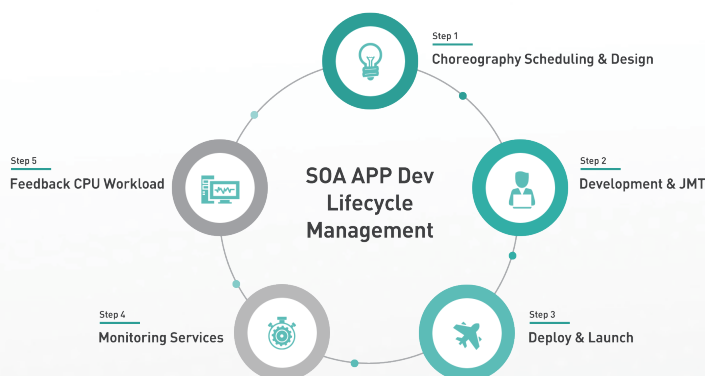 Step 1
Choreography Scheduling & Design
Step 2
Development & JMT
Step 3
Deploy & Launch
Step 4
Monitoring Services
Step 5
Feedback CPU Workload
SOA APP Dev
Lifecycle
Management